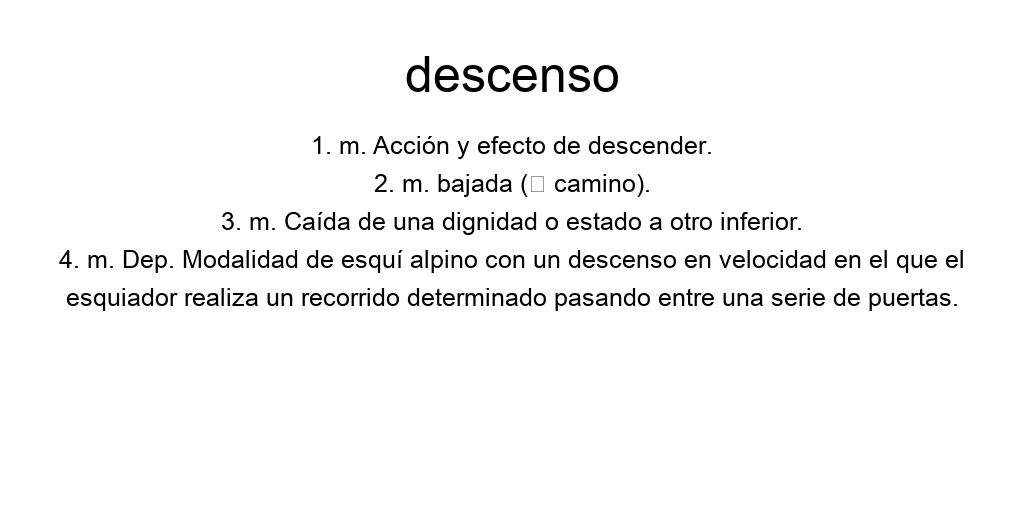 descenso
1. m. Acción y efecto de descender.
2. m. bajada (□ camino).
3. m. Caída de una dignidad o estado a otro inferior.
4. m. Dep. Modalidad de esquí alpino con un descenso en velocidad en el que el
esquiador realiza un recorrido determinado pasando entre una serie de puertas.